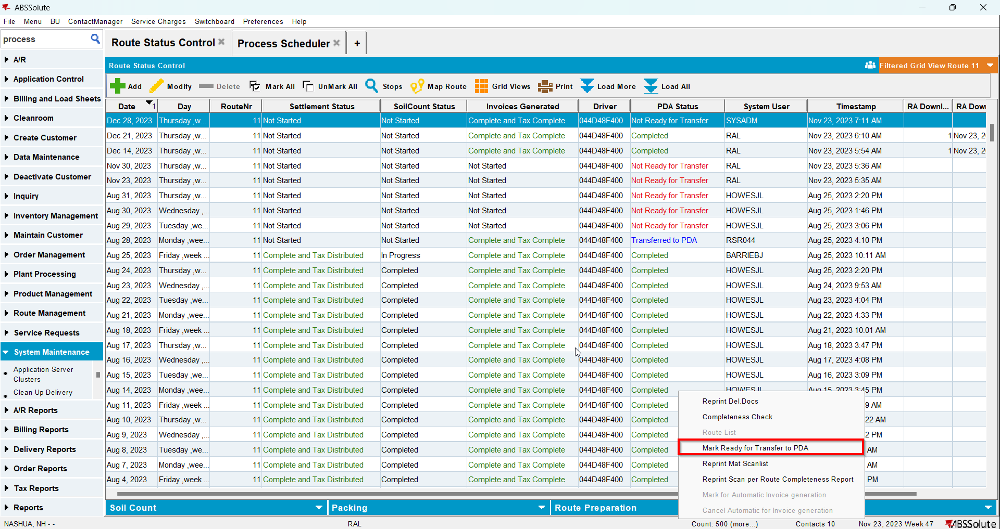 ABSSolute
File Menu BU ContactManager Service Charges Switchboard Preferences Help
process
Route Status Control Process Scheduler +
Route Status Control Filtered Grid View Route 11
Add Modify Delete Mark All UnMark All Stops Map Route Grid Views Print Load More Load All
A/R
Application Control
Billing and Load Sheets
Cleanroom
Create Customer
Data Maintenance
Deactivate Customer
Inquiry
Inventory Management
Maintain Customer
Order Management
Plant Processing
Product Management
Route Management
Service Requests
System Maintenance
Application Server
Clusters
Clean Up Delivery
A/R Reports
Billing Reports
Delivery Reports
Order Reports
Tax Reports
Reports
Date 1 Day RouteNr Settlement Status SoilCount Status Invoices Generated Driver PDA Status System User Timestamp RA Downl... RA Down
Dec 28, 2023 Thursday ,w... 11 Not Started Not Started Complete and Tax Complete 044D48F400 Not Ready for Transfer SYSADM Nov 23, 2023 7:11 AM
Dec 21, 2023 Thursday ,w... 11 Not Started Not Started Complete and Tax Complete 044D48F400 Completed RAL Nov 23, 2023 6:10 AM 1 Nov 23, 2
Dec 14, 2023 Thursday ,w... 11 Not Started Not Started Complete and Tax Complete 044D48F400 Completed RAL Nov 23, 2023 5:54 AM 1 Nov 23, 2
Nov 30, 2023 Thursday ,w... 11 Not Started Not Started Not Started 044D48F400 Not Ready for Transfer RAL Nov 23, 2023 5:36 AM
Nov 23, 2023 Thursday ,w... 11 Not Started Not Started Not Started 044D48F400 Not Ready for Transfer RAL Nov 23, 2023 5:35 AM
Aug 31, 2023 Thursday ,w... 11 Not Started Not Started Not Started 044D48F400 Not Ready for Transfer HOWESJL Aug 25, 2023 2:20 PM
Aug 30, 2023 Wednesday ,... 11 Not Started Not Started Not Started 044D48F400 Not Ready for Transfer HOWESJL Aug 25, 2023 1:46 PM
Aug 29, 2023 Tuesday ,we... 11 Not Started Not Started Not Started 044D48F400 Not Ready for Transfer HOWESJL Aug 25, 2023 3:06 PM
Aug 28, 2023 Monday ,wee... 11 Not Started Not Started Complete and Tax Complete 044D48F400 Transferred to PDA RSR044 Aug 25, 2023 4:10 PM
Aug 25, 2023 Friday ,week ... 11 Complete and Tax Distributed In Progress Complete and Tax Complete 044D48F400 Completed BARRIEBJ Aug 25, 2023 10:11 AM
Aug 24, 2023 Thursday ,w... 11 Complete and Tax Distributed Completed Complete and Tax Complete 044D48F400 Completed HOWESJL Aug 25, 2023 2:20 PM
Aug 23, 2023 Wednesday ,... 11 Complete and Tax Distributed Completed Complete and Tax Complete 044D48F400 Completed HOWESJL Aug 24, 2023 9:53 AM
Aug 22, 2023 Tuesday ,we... 11 Complete and Tax Distributed Completed Complete and Tax Complete 044D48F400 Completed HOWESJL Aug 23, 2023 4:04 PM
Aug 21, 2023 Monday ,wee... 11 Complete and Tax Distributed Completed Complete and Tax Complete 044D48F400 Completed HOWESJL Aug 22, 2023 4:33 PM
Aug 18, 2023 Friday ,week ... 11 Complete and Tax Distributed Completed Complete and Tax Complete 044D48F400 Completed HOWESJL Aug 21, 2023 10:01 AM
Aug 17, 2023 Thursday ,w... 11 Complete and Tax Distributed Completed Complete and Tax Complete 044D48F400 Completed HOWESJL Aug 18, 2023 3:47 PM
Aug 16, 2023 Wednesday ,... 11 Complete and Tax Distributed Completed Complete and Tax Complete 044D48F400 Completed HOWESJL Aug 17, 2023 4:08 PM
Aug 15, 2023 Tuesday ,we... 11 Complete and Tax Distributed Completed Complete and Tax Complete 044D48F400 Completed HOWESJL Aug 16, 2023 3:09 PM
Aug 14, 2023 Monday ,wee... 11 Complete and Tax Distributed Completed Complete and Tax Complete 044D48F400 Completed HOWESJL Aug 15, 2023 3:45 PM
Aug 11, 2023 Friday ,week ... 11 Complete and Tax Distributed Completed Complete and Tax Complete 044D48F400 Completed 9 AM
Aug 10, 2023 Thursday ,w... 11 Complete and Tax Distributed Completed Complete and Tax Complete 044D48F400 Completed 22 AM
Aug 9, 2023 Wednesday ,... 11 Complete and Tax Distributed Completed Complete and Tax Complete 044D48F400 Completed 2 PM
Aug 8, 2023 Tuesday ,we... 11 Complete and Tax Distributed Completed Complete and Tax Complete 044D48F400 Completed AM
Aug 7, 2023 Monday ,wee... 11 Complete and Tax Distributed Completed Complete and Tax Complete 044D48F400 Completed AM
Aug 4, 2023 Friday ,week ... 11 Complete and Tax Distributed Completed Complete and Tax Complete 044D48F400 Completed PM
Reprint Del.Docs
Completeness Check
Route List
Mark Ready for Transfer to PDA
Reprint Mat Scanlist
Reprint Scan per Route Completeness Report
Mark for Automatic Invoice generation
Cancel Automatic for Invoice generation
Soil Count Packing Route Preparation
NASHUA, NH - - RAL Count: 500 (more...) Contacts 10 Nov 23, 2023 Week 47 ABSSolute